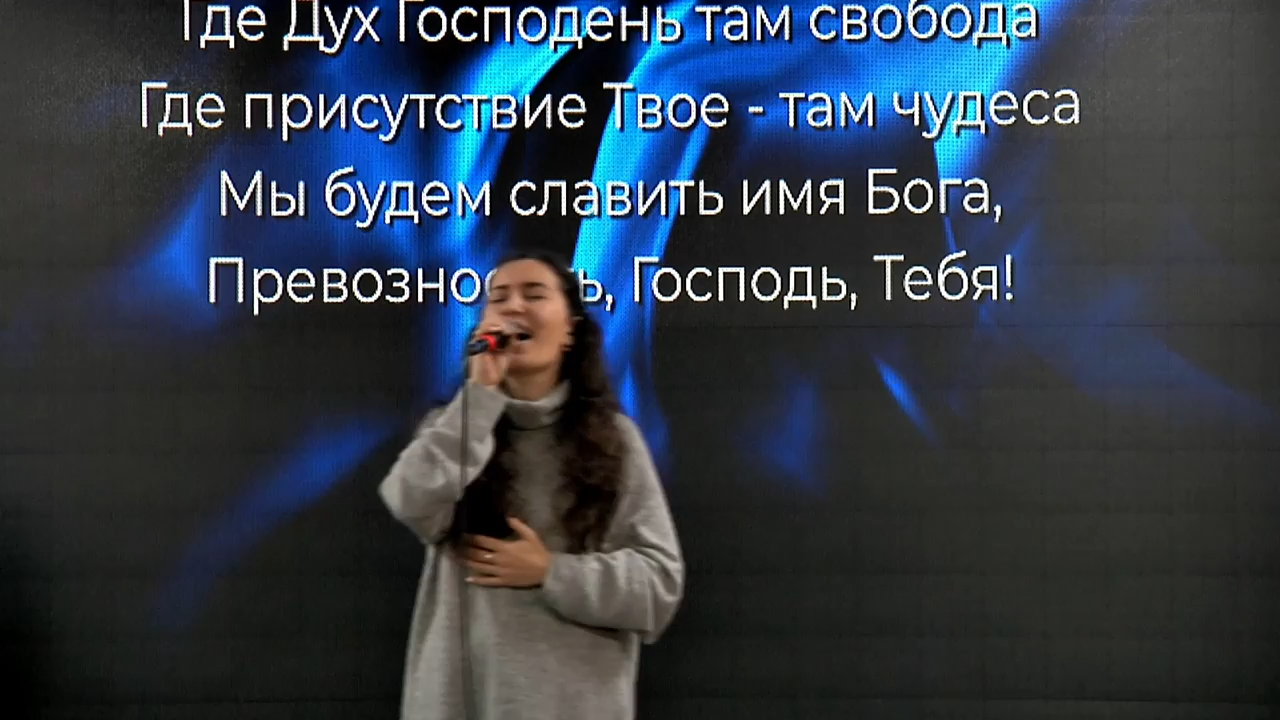 Где Дух Господень там свобода
Где присутствие Твое - там чудеса
Мы будем славить имя Бога,
Господь, Тебя!